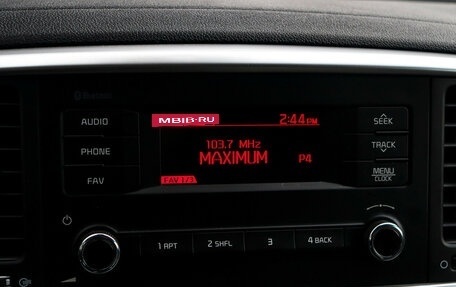 Bluetooth
MBIB·RU
2:44PM
103.7 MHz
MAXIMUM P4
FAV 1/3
AUDIO
PHONE
FAV
SEEK
TRACK
MENU
CLOCK
1 RPT
2 SHFL
3
4 BACK